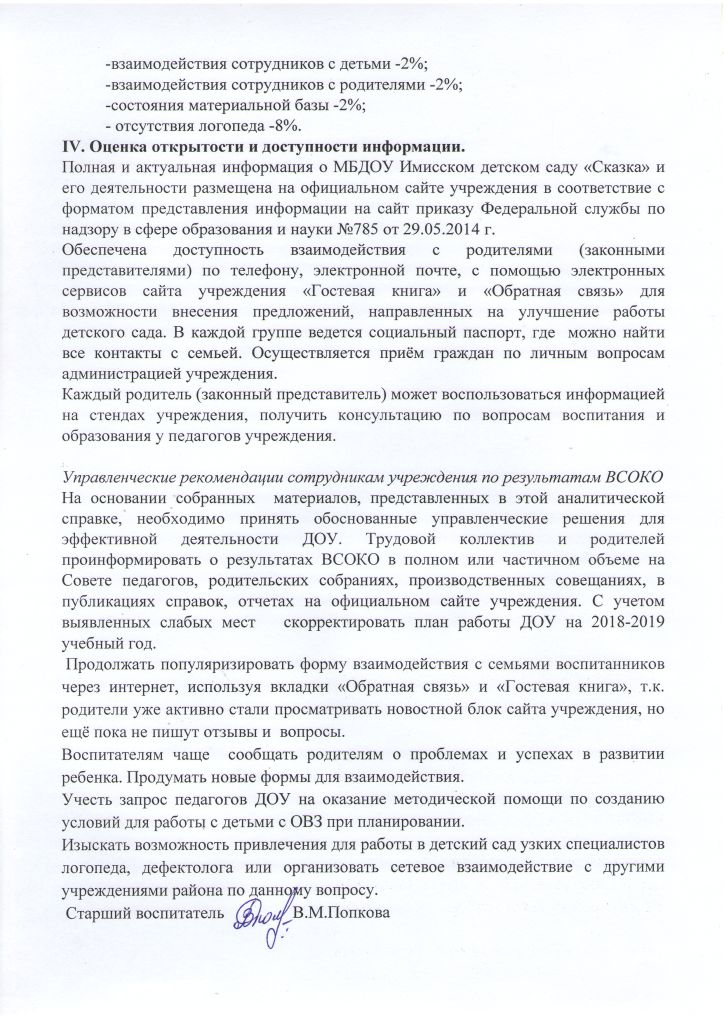 -взаимодействия сотрудников с детьми -2%;
-взаимодействия сотрудников с родителями -2%;
-состояния материальной базы -2%;
- отсутствия логопеда -8%.
IV. Оценка открытости и доступности информации.
Полная и актуальная информация о МБДОУ Имисском детском саду «Сказка» и
его деятельности размещена на официальном сайте учреждения в соответствие с
форматом представления информации на сайт приказу Федеральной службы по
надзору в сфере образования и науки №785 от 29.05.2014 г.
Обеспечена доступность взаимодействия с родителями (законными
представителями) по телефону, электронной почте, с помощью электронных
сервисов сайта учреждения «Гостевая книга» и «Обратная связь» для
возможности внесения предложений, направленных на улучшение работы
детского сада. В каждой группе ведется социальный паспорт, где можно найти
все контакты с семьей. Осуществляется приём граждан по личным вопросам
администрацией учреждения.
Каждый родитель (законный представитель) может воспользоваться информацией
на стендах учреждения, получить консультацию по вопросам воспитания и
образования у педагогов учреждения.
Управленческие рекомендации сотрудникам учреждения по результатам ВСОКО
На основании собранных материалов, представленных в этой аналитической
справке, необходимо принять обоснованные управленческие решения для
эффективной деятельности ДОУ. Трудовой коллектив и родителей
проинформировать о результатах ВСОКО в полном или частичном объеме на
Совете педагогов, родительских собраниях, производственных совещаниях, в
публикациях справок, отчетах на официальном сайте учреждения. С учетом
выявленных слабых мест скорректировать план работы ДОУ на 2018-2019
учебный год.
Продолжать популяризировать форму взаимодействия с семьями воспитанников
через интернет, используя вкладки «Обратная связь» и «Гостевая книга», т.к.
родители уже активно стали просматривать новостной блок сайта учреждения, но
ещё пока не пишут отзывы и вопросы.
Воспитателям чаще сообщать родителям о проблемах и успехах в развитии
ребенка. Продумать новые формы для взаимодействия.
Учесть запрос педагогов ДОУ на оказание методической помощи по созданию
условий для работы с детьми с ОВЗ при планировании.
Изыскать возможность привлечения для работы в детский сад узких специалистов
логопеда, дефектолога или организовать сетевое взаимодействие с другими
учреждениями района по данному вопросу.
Старший воспитатель В.М.Попкова